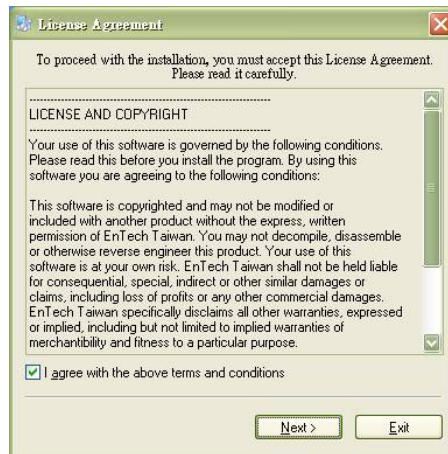 License Agreement
To proceed with the installation, you must accept this License Agreement.
Please read it carefully.
----------------------------------------------------------------
LICENSE AND COPYRIGHT
----------------------------------------------------------------
Your use of this software is governed by the following conditions.
Please read this before you install the program. By using this
software you are agreeing to the following conditions:
This software is copyrighted and may not be modified or
included with another product without the express, written
permission of EnTech Taiwan. You may not decompile, disassemble
or otherwise reverse engineer this product. Your use of this
software is at your own risk. EnTech Taiwan shall not be held liable
for consequential, special, indirect or other similar damages or
claims, including loss of profits or any other commercial damages.
EnTech Taiwan specifically disclaims all other warranties, expressed
or implied, including but not limited to implied warranties of
merchantibility and fitness to a particular purpose.
I agree with the above terms and conditions
Next >
Exit